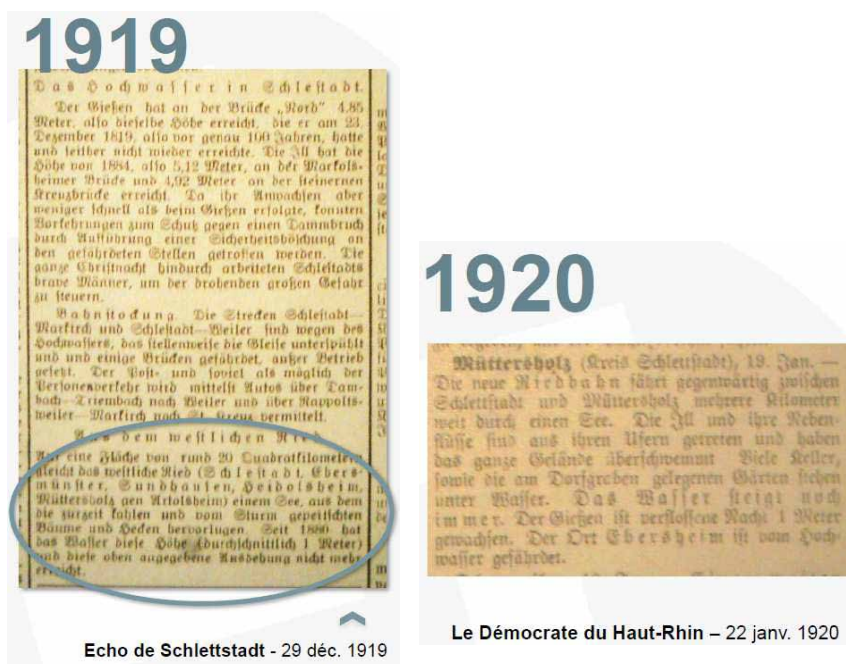 1919
Das Hochwasser in Schlettstadt.
Der Gießen hat an der Brücke „Nord" 4.85
Meter, also dieselbe Höhe erreicht, die er am 23.
Dezember 1819, also vor genau 100 Jahren, hatte
und seither nicht wieder erreichte. Die Ill hat die
Höhe von 1884, also 5,12 Meter, an der Markols-
heimer Brücke und 4,92 Meter an der steinernen
Kreuzbrücke erreicht. Da ihr Anwachsen aber
weniger schnell als beim Gießen erfolgte, konnten
Vorkehrungen zum Schutz gegen einen Dammbruch
durch Aufführung einer Sicherheitsböschung an
den gefährdeten Stellen getroffen werden. Die
ganze Christnacht hindurch arbeiteten Schlettstadts
brave Männer, um der drohenden großen Gefahr
zu steuern.
Bahnstockung. Die Strecken Schlettstadt—
Markirch und Schlettstadt—Weiler sind wegen des
Hochwassers, das stellenweise die Gleise unterspühlt
und und einige Brücken gefährdet, außer Betrieb
gesetzt. Der Post- und soviel als möglich der
Personenverkehr wird mittelst Autos über Dam-
bach—Triembach nach Weiler und über Rappolts-
weiler—Markirch nach St. Kreuz vermittelt.
Aus dem westlichen Ried.
Auf eine Fläche von rund 20 Quadratkilometern
gleicht das westliche Ried (Schlettstadt, Ebers-
münster, Sundhausen, Heidolsheim,
Müttersholz gen Artolsheim) einem See, aus dem
die zurzeit kahlen und vom Sturm gepeitschten
Bäume und Hecken hervorlugen. Seit 1880 hat
das Wasser diese Höhe (durchschnittlich 1 Meter)
und diese oben angegebene Ausdehung nicht mehr
erreicht.
Echo de Schlettstadt - 29 déc. 1919
1920
Müttersholz (Kreis Schlettstadt), 19. Jan. —
Die neue Riedbahn fährt gegenwärtig zwischen
Schlettstadt und Müttersholz mehrere Kilometer
weit durch einen See. Die Ill und ihre Neben-
flüsse sind aus ihren Ufern getreten und haben
das ganze Gelände überschwemmt Viele Keller,
sowie die am Dorfgraben gelegenen Gärten stehen
unter Wasser. Das Wasser steigt noch
immer. Der Gießen ist verflossene Nacht 1 Meter
gewachsen. Der Ort Ebersheim ist vom Hoch-
wasser gefährdet.
Le Démocrate du Haut-Rhin – 22 janv. 1920